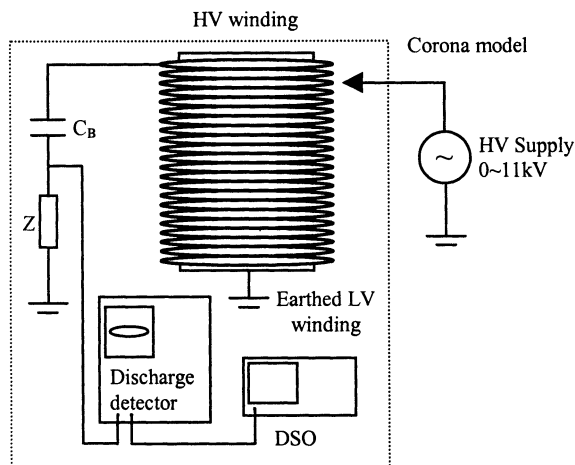 HV winding
Corona model
C_B
HV Supply
~
0~11kV
Z
Earthed LV
winding
Discharge
detector
DSO